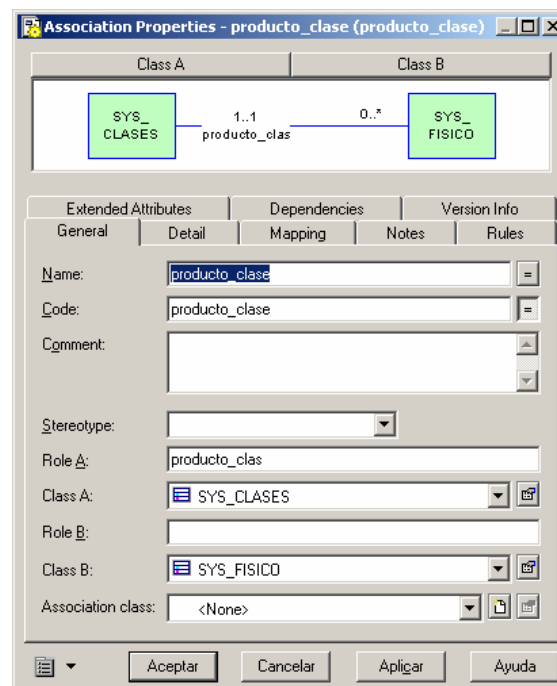 Association Properties - producto_clase (producto_clase)
Class A Class B
SYS_
CLASES
1..1
producto_clas
0..*
SYS_
FISICO
Extended Attributes Dependencies Version Info
General Detail Mapping Notes Rules
Name: producto_clase =
Code: producto_clase =
Comment:
Stereotype:
Role A: producto_clas
Class A: SYS_CLASES
Role B:
Class B: SYS_FISICO
Association class: <None>
Aceptar Cancelar Aplicar Ayuda